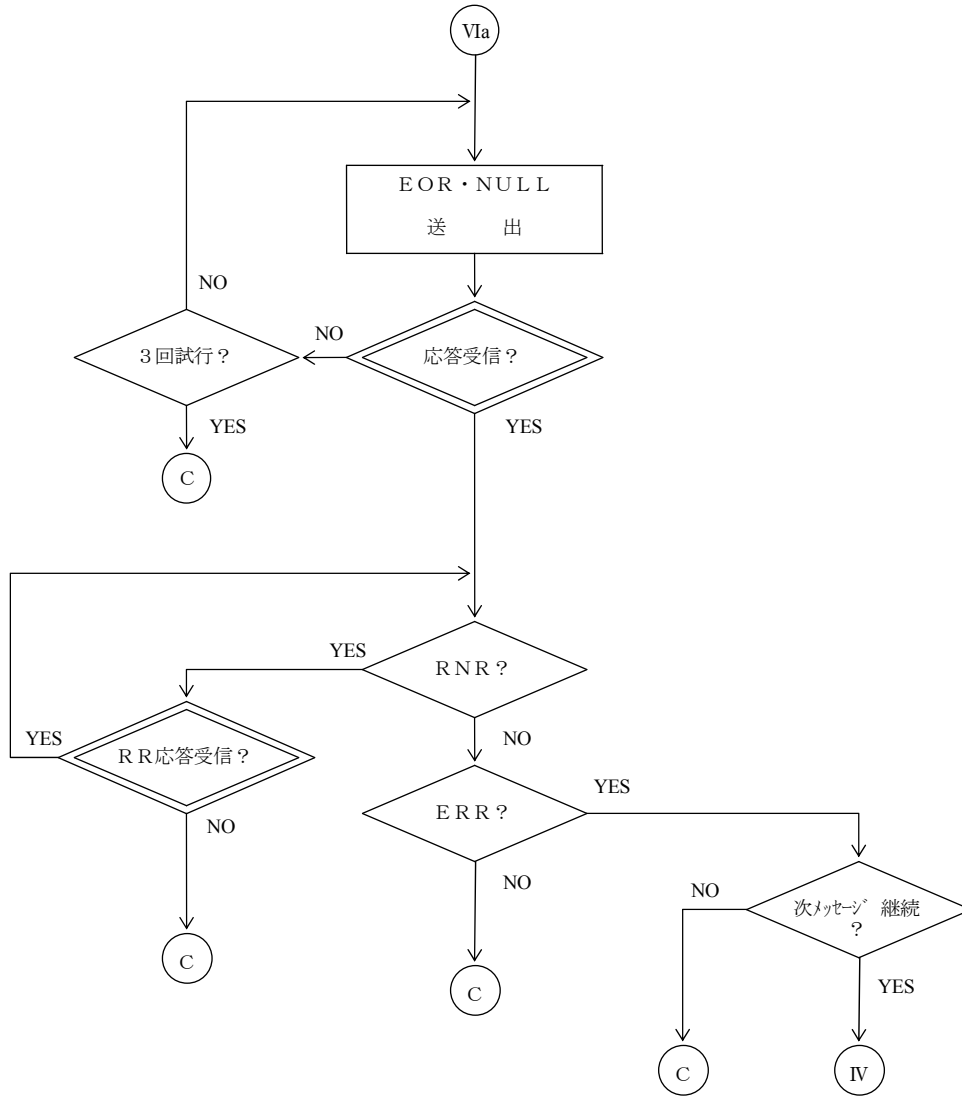 VIa
ＥＯＲ・ＮＵＬＬ
送　　出
NO
３回試行？
NO
応答受信？
YES
YES
Ｃ
YES
ＲＮＲ？
YES
ＲＲ応答受信？
NO
NO
ＥＲＲ？
YES
NO
NO
次ﾒｯｾｰｼﾞ 継続
？
Ｃ
Ｃ
YES
Ｃ
Ⅳ